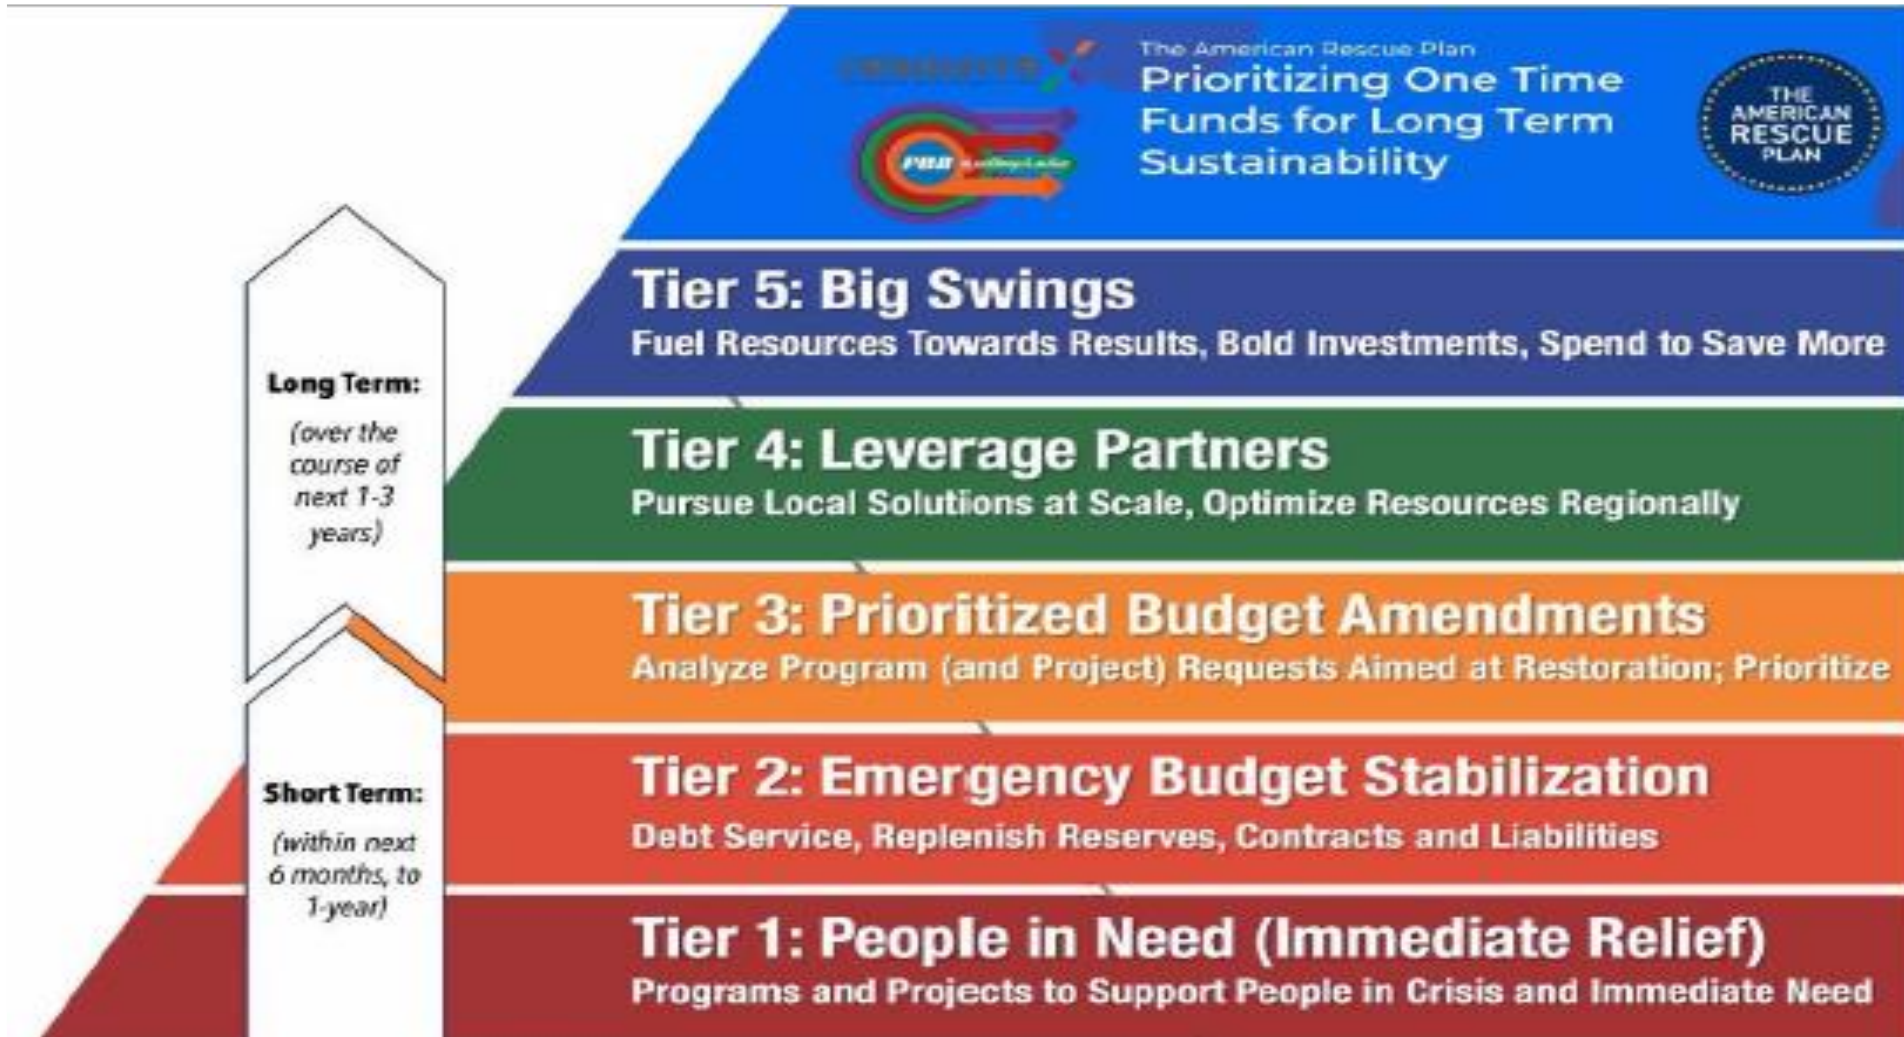 The American Rescue Plan
Prioritizing One Time
Funds for Long Term
Sustainability
THE
AMERICAN
RESCUE
PLAN
PBB
Tier 5: Big Swings
Fuel Resources Towards Results, Bold Investments, Spend to Save More
Long Term:
(over the
course of
next 1-3
years)
Tier 4: Leverage Partners
Pursue Local Solutions at Scale, Optimize Resources Regionally
Tier 3: Prioritized Budget Amendments
Analyze Program (and Project) Requests Aimed at Restoration; Prioritize
Tier 2: Emergency Budget Stabilization
Debt Service, Replenish Reserves, Contracts and Liabilities
Short Term:
(within next
6 months, to
1-year)
Tier 1: People in Need (Immediate Relief)
Programs and Projects to Support People in Crisis and Immediate Need